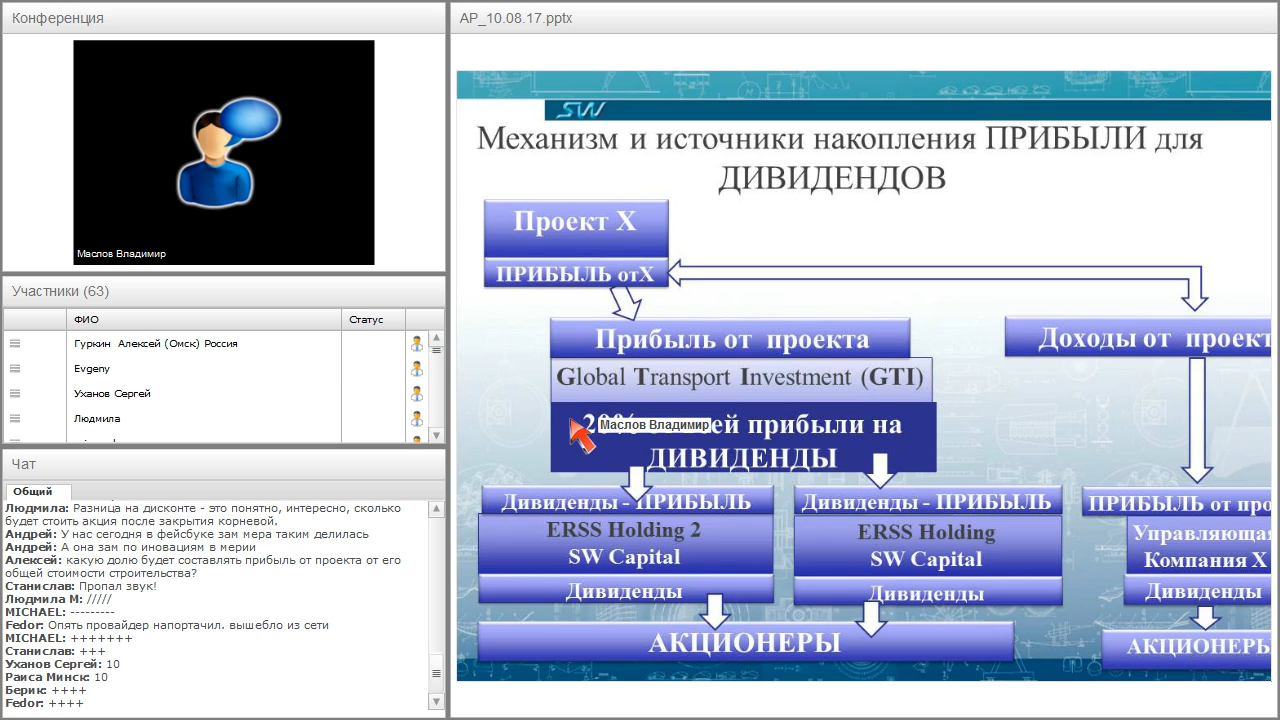 Конференция
Маслов Владимир
Участники (63)
ФИО
Статус
Гуркин Алексей (Омск) Россия
Evgeny
Уханов Сергей
Людмила
Чат
Общий
Людмила: Разница на дисконте - это понятно, интересно, сколько
будет стоить акция после закрытия корневой.
Андрей: У нас сегодня в фейсбуке зам мера таким делилась
Андрей: А она зам по иновациям в мерии
Алексей: какую долю будет составлять прибыль от проекта от его
общей стоимости строительства?
Станислав: Пропал звук!
Людмила М: /////
MICHAEL: ---------
Fedor: Опять провайдер напортачил. вышебло из сети
MICHAEL: +++++++
Станислав: +++
Уханов Сергей: 10
Раиса Минск: 10
Берик: ++++
Fedor: ++++
AP_10.08.17.pptx
SW
Механизм и источники накопления ПРИБЫЛИ для
ДИВИДЕНДОВ
Проект X
ПРИБЫЛЬ отX
Прибыль от проекта
Доходы от проект
Global Transport Investment (GTI)
Маслов Владимир
прибыли на
ДИВИДЕНДЫ
Дивиденды - ПРИБЫЛЬ
ERSS Holding 2
SW Capital
Дивиденды
Дивиденды - ПРИБЫЛЬ
ERSS Holding
SW Capital
Дивиденды
ПРИБЫЛЬ от про
Управляющая
Компания X
Дивиденды
АКЦИОНЕРЫ
АКЦИОНЕРЫ